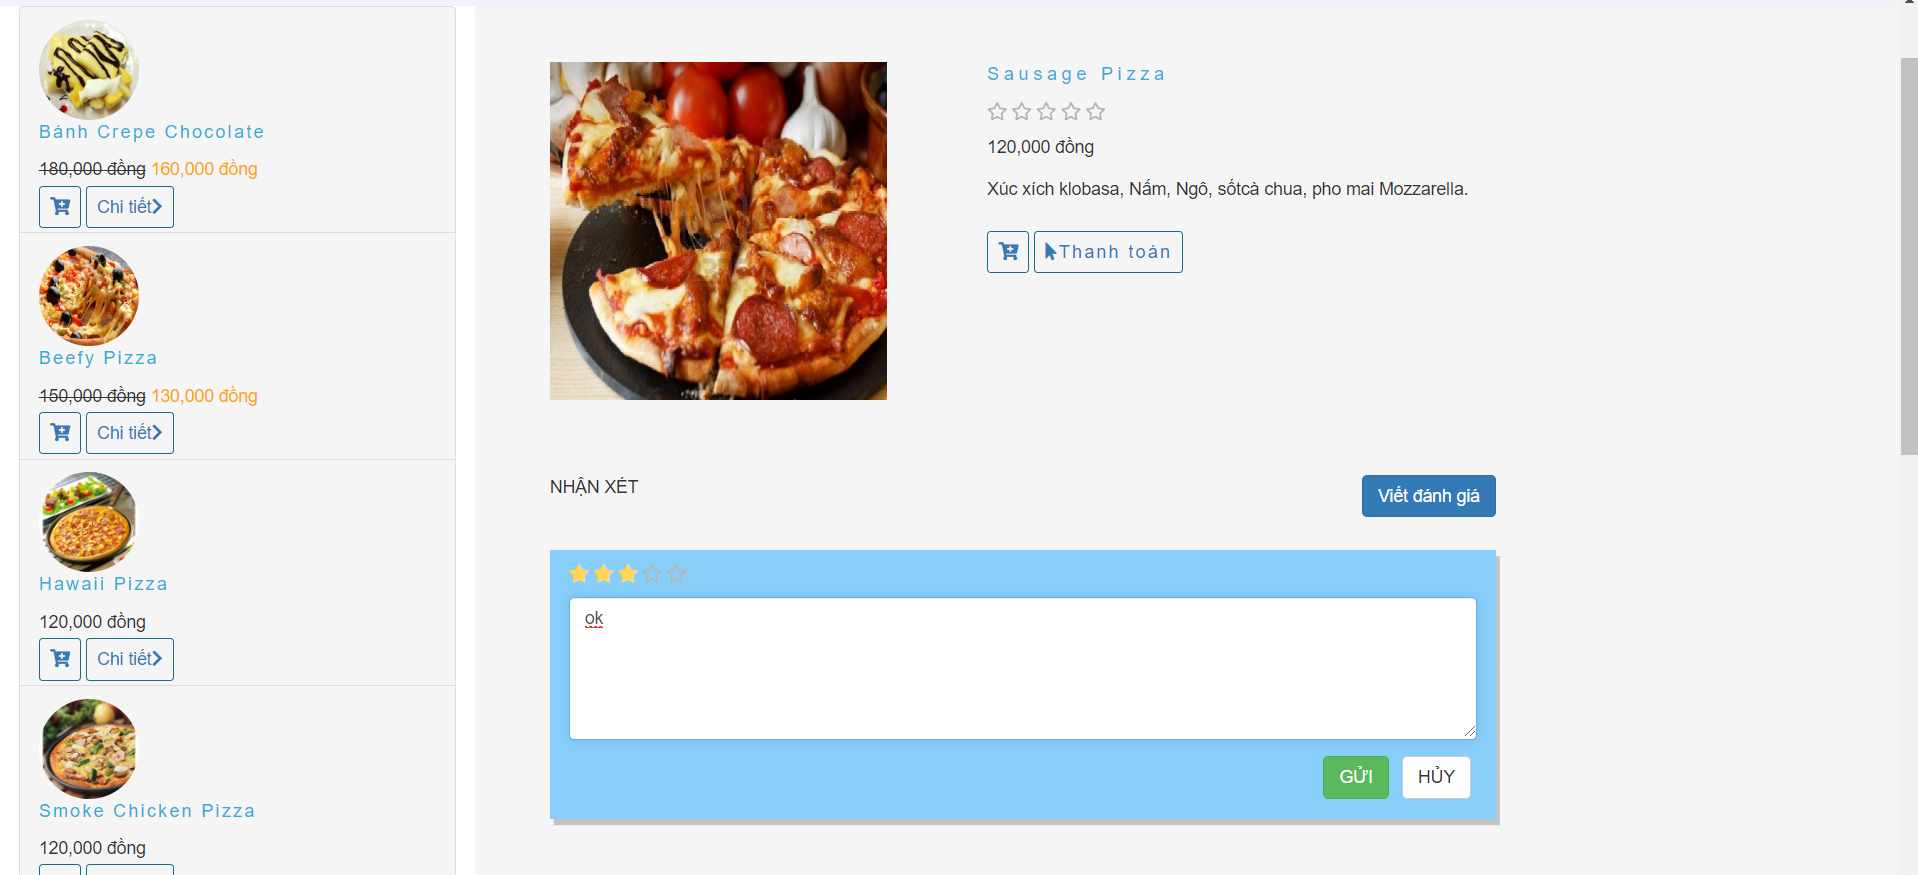 Bánh Crepe Chocolate
180,000 đồng 160,000 đồng
Chi tiết
Beefy Pizza
150,000 đồng 130,000 đồng
Chi tiết
Hawaii Pizza
120,000 đồng
Chi tiết
Smoke Chicken Pizza
120,000 đồng
Sausage Pizza
120,000 đồng
Xúc xích klobasa, Nấm, Ngô, sốtcà chua, pho mai Mozzarella.
Thanh toán
NHẬN XÉT
Viết đánh giá
ok
GỬI
HỦY